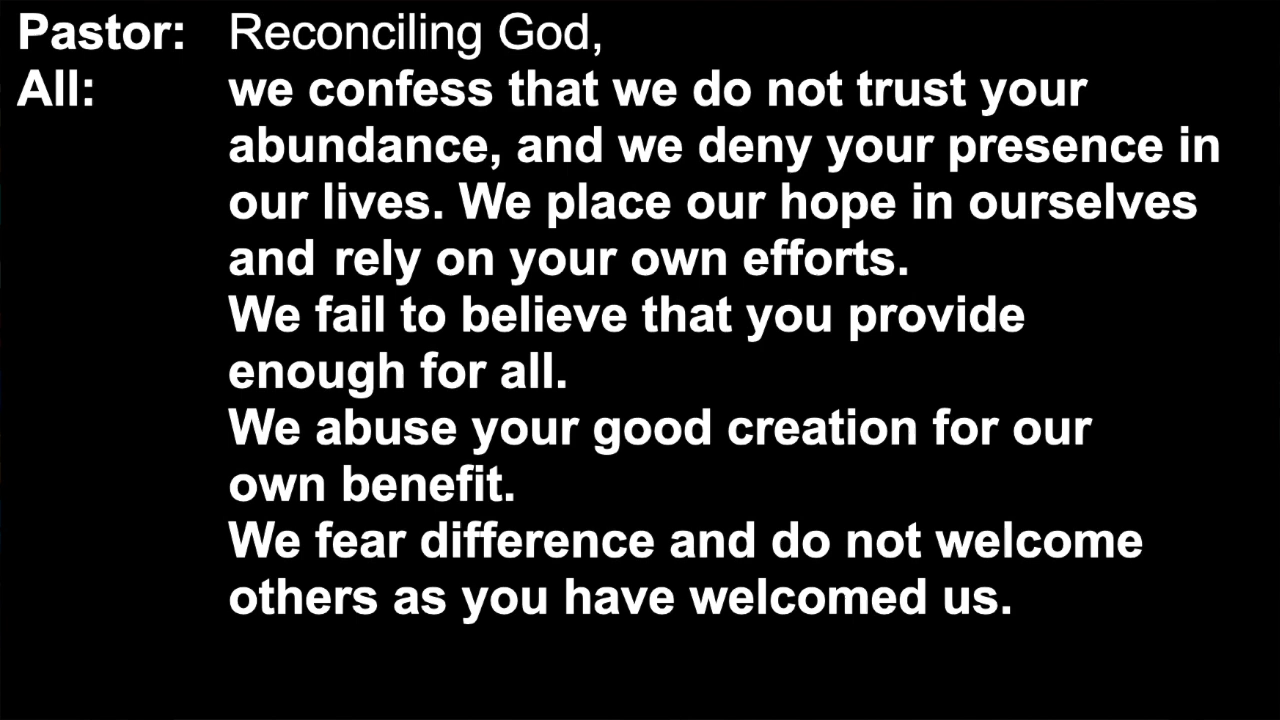 Pastor: Reconciling God,
All: we confess that we do not trust your
abundance, and we deny your presence in
our lives. We place our hope in ourselves
and rely on your own efforts.
We fail to believe that you provide
enough for all.
We abuse your good creation for our
own benefit.
We fear difference and do not welcome
others as you have welcomed us.